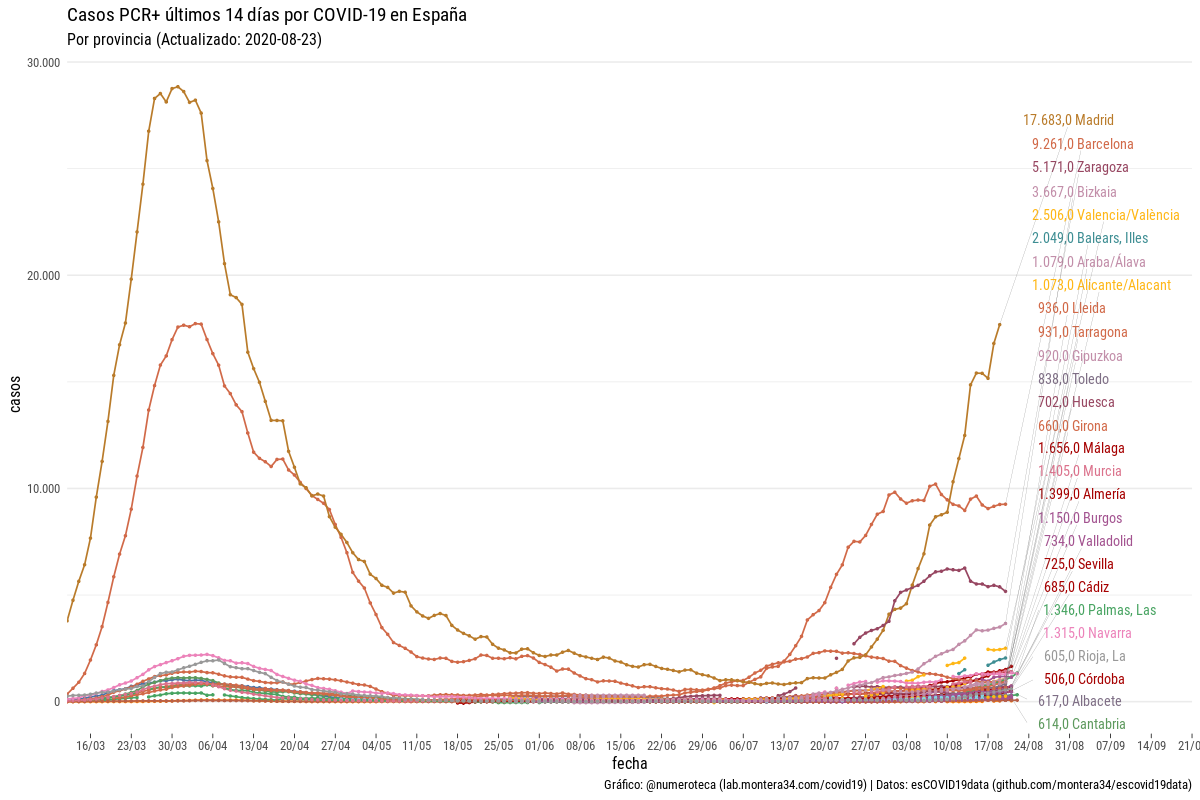 Casos PCR+ últimos 14 días por COVID-19 en España
Por provincia (Actualizado: 2020-08-23)
30.000
20.000
10.000
0
casos
17.683,0 Madrid
9.261,0 Barcelona
5.171,0 Zaragoza
3.667,0 Bizkaia
2.506,0 Valencia/València
2.049,0 Balears, Illes
1.079,0 Araba/Álava
1.073,0 Alicante/Alacant
936,0 Lleida
931,0 Tarragona
920,0 Gipuzkoa
838,0 Toledo
702,0 Huesca
660,0 Girona
1.656,0 Málaga
1.405,0 Murcia
1.399,0 Almería
1.150,0 Burgos
734,0 Valladolid
725,0 Sevilla
685,0 Cádiz
1.346,0 Palmas, Las
1.315,0 Navarra
605,0 Rioja, La
506,0 Córdoba
617,0 Albacete
614,0 Cantabria
16/03 23/03 30/03 06/04 13/04 20/04 27/04 04/05 11/05 18/05 25/05 01/06 08/06 15/06 22/06 29/06 06/07 13/07 20/07 27/07 03/08 10/08 17/08 24/08 31/08 07/09 14/09 21/0
fecha
Gráfico: @numeroteca (lab.montera34.com/covid19) | Datos: esCOVID19data (github.com/montera34/escovid19data)